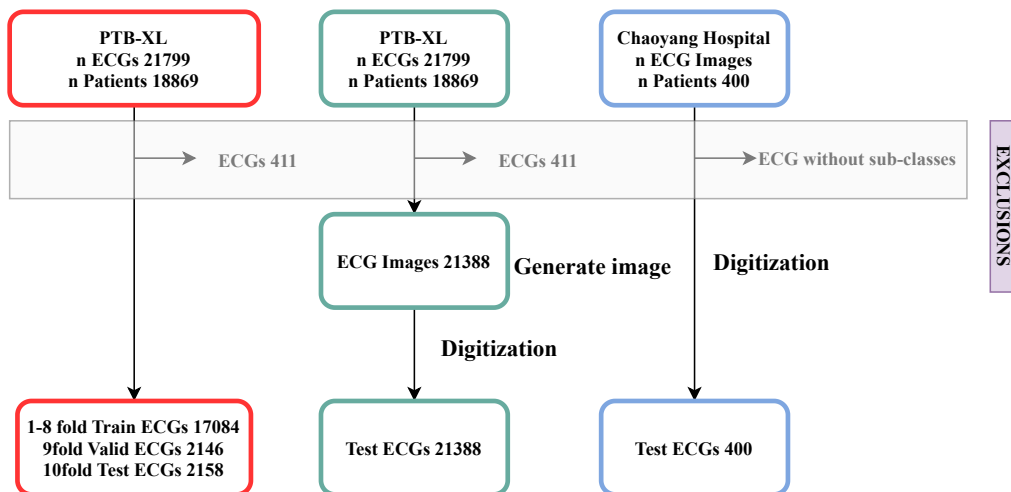 PTB-XL
n ECGs 21799
n Patients 18869
PTB-XL
n ECGs 21799
n Patients 18869
Chaoyang Hospital
n ECG Images
n Patients 400
ECGs 411
ECGs 411
ECG without sub-classes
EXCLUSIONS
ECG Images 21388
Generate image
Digitization
Digitization
1-8 fold Train ECGs 17084
9fold Valid ECGs 2146
10fold Test ECGs 2158
Test ECGs 21388
Test ECGs 400